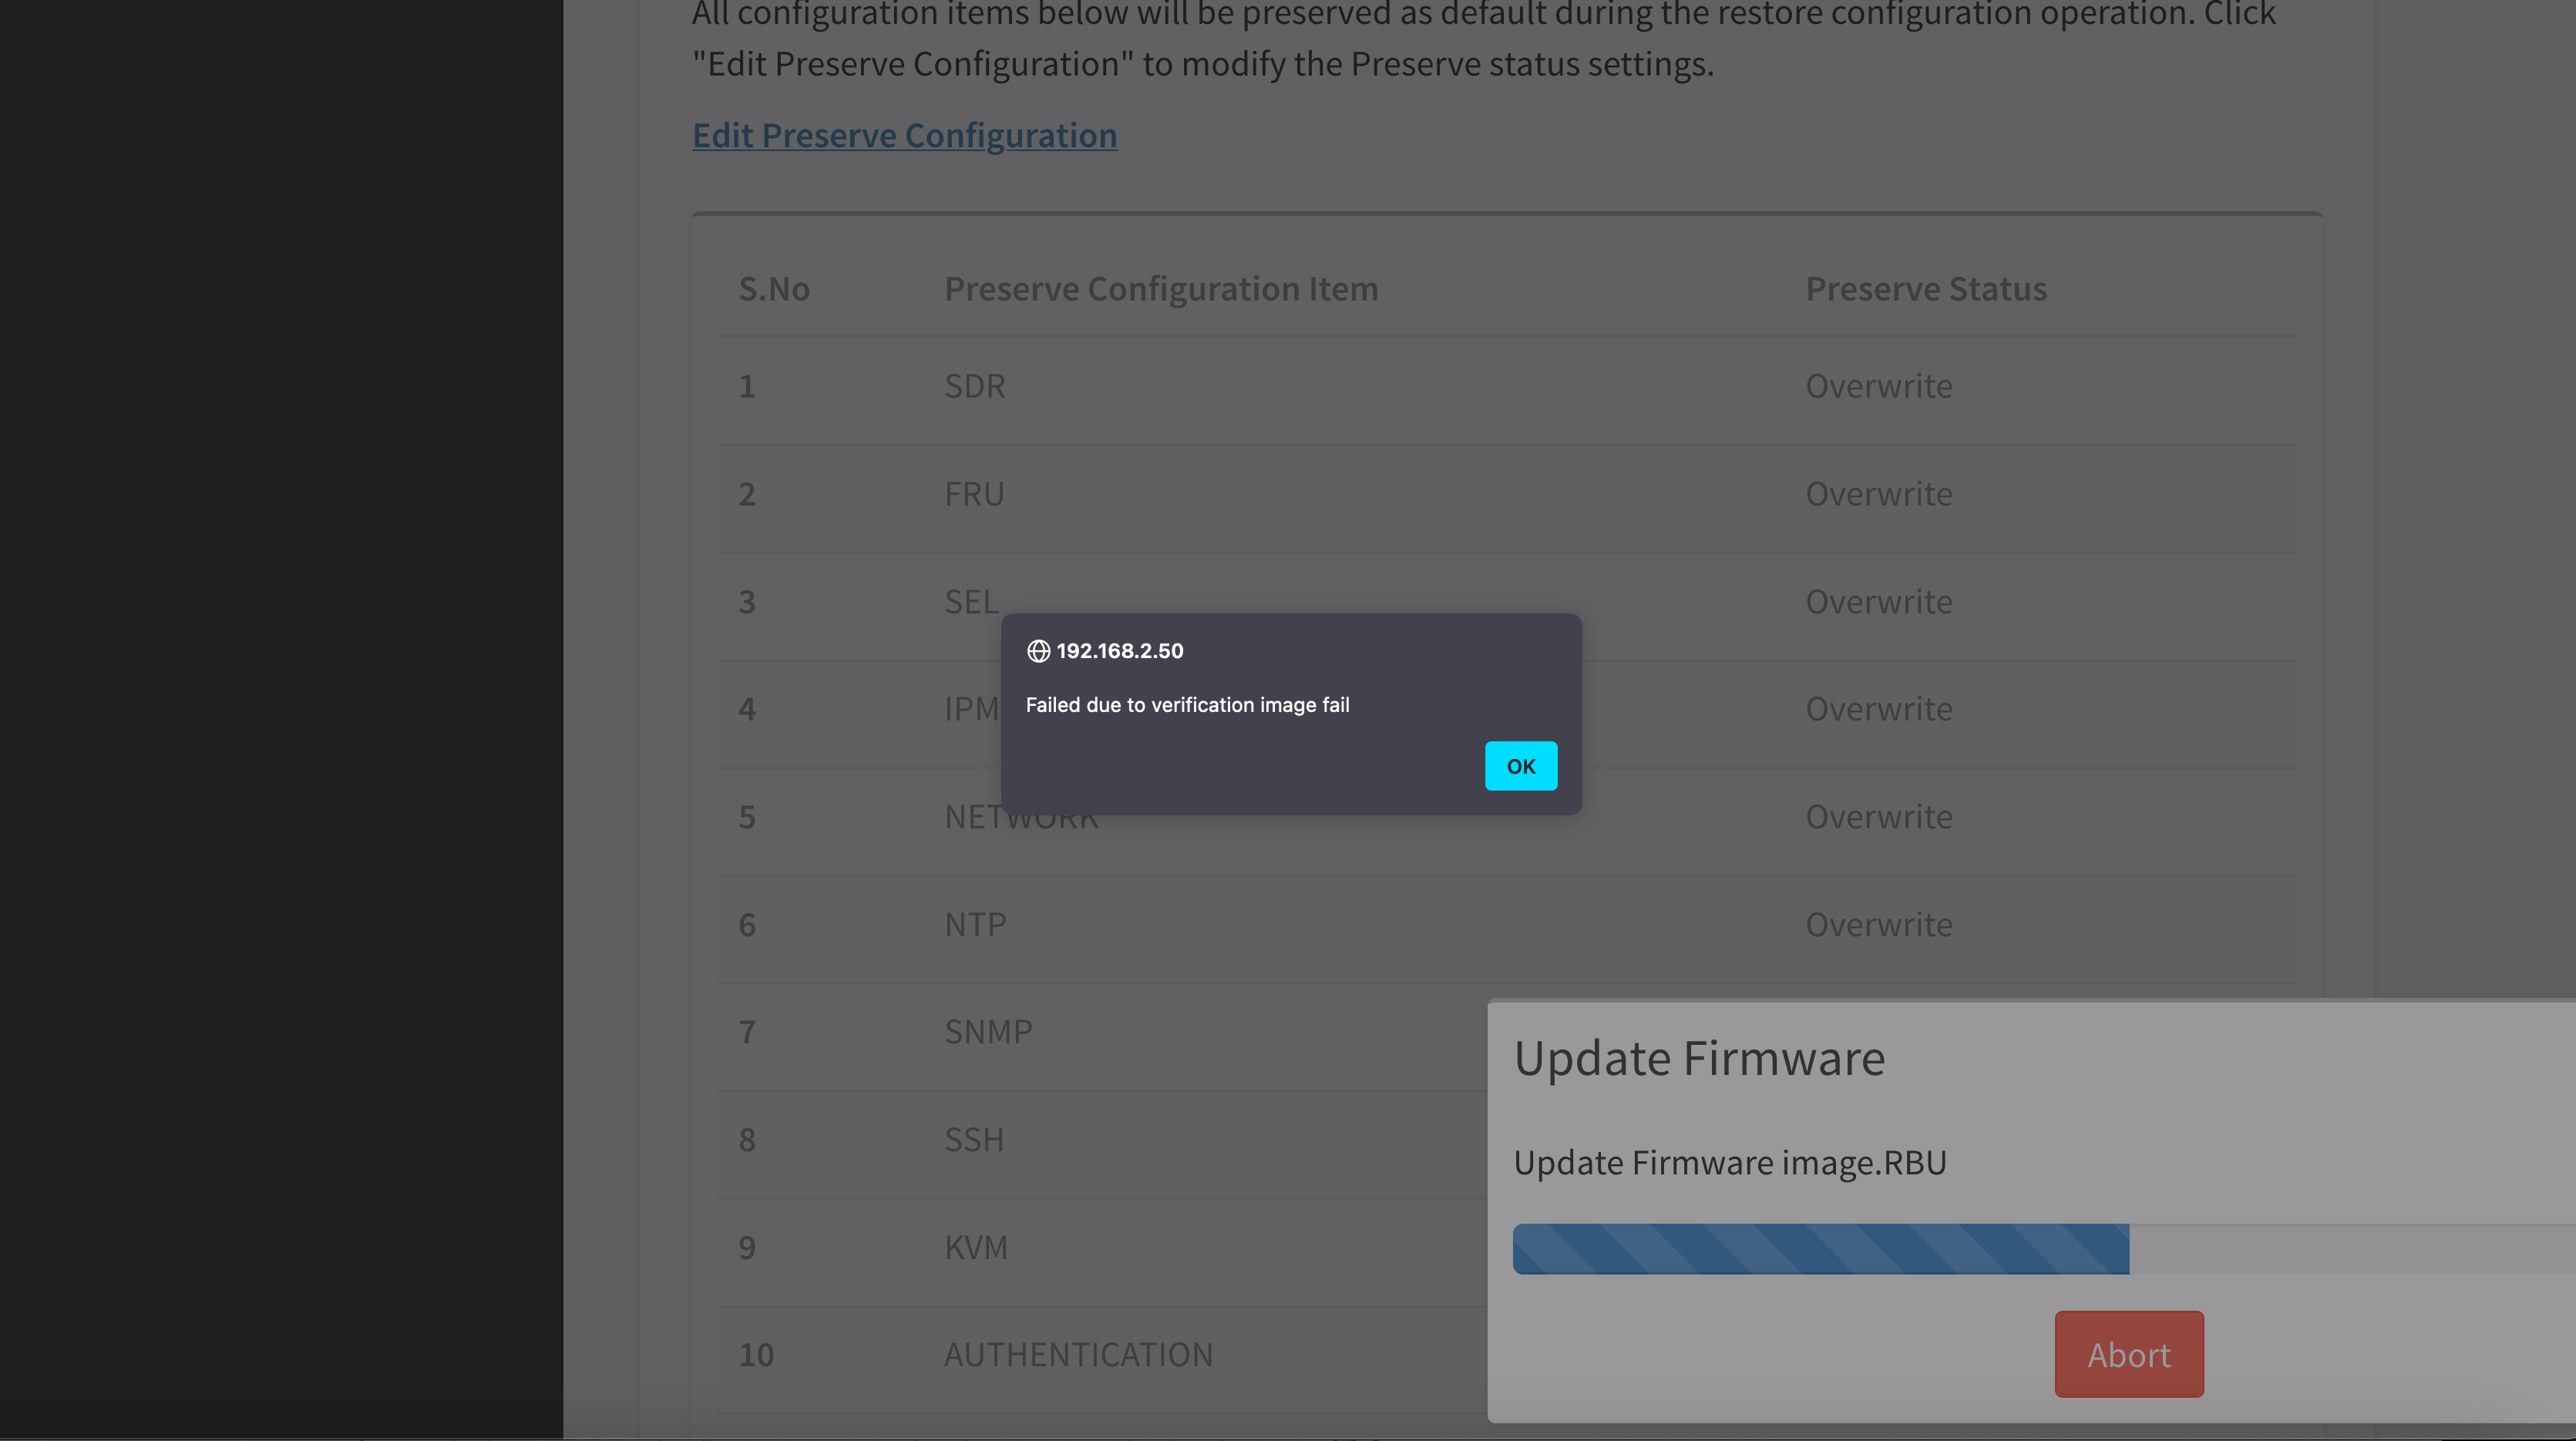 All configuration items below will be preserved as default during the restore configuration operation. Click
"Edit Preserve Configuration" to modify the Preserve status settings.
Edit Preserve Configuration
S.No Preserve Configuration Item Preserve Status
1 SDR Overwrite
2 FRU Overwrite
3 SEL Overwrite
192.168.2.50
Failed due to verification image fail
OK
4 IPM Overwrite
5 NETWORK Overwrite
6 NTP Overwrite
7 SNMP
8 SSH
9 KVM
10 AUTHENTICATION
Update Firmware
Update Firmware image.RBU
Abort